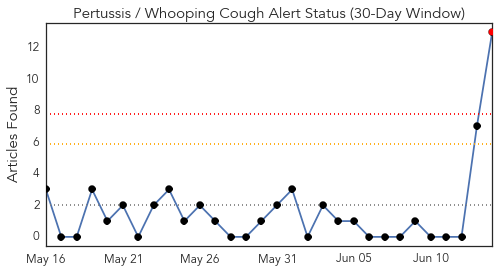 Pertussis / Whooping Cough Alert Status (30-Day Window)
Articles Found
12
10
8
6
4
2
0
May 16 May 21 May 26 May 31 Jun 05 Jun 10